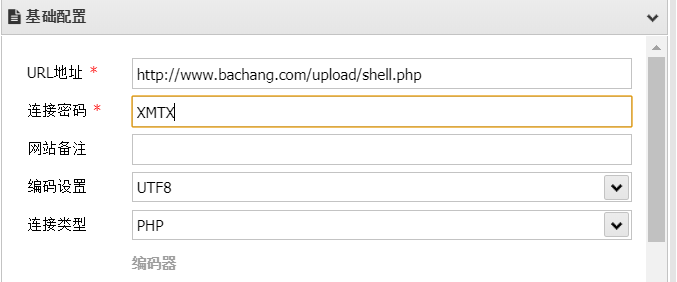 基础配置
URL地址 * http://www.bachang.com/upload/shell.php
连接密码 * XMTX
网站备注
编码设置 UTF8
连接类型 PHP
编码器